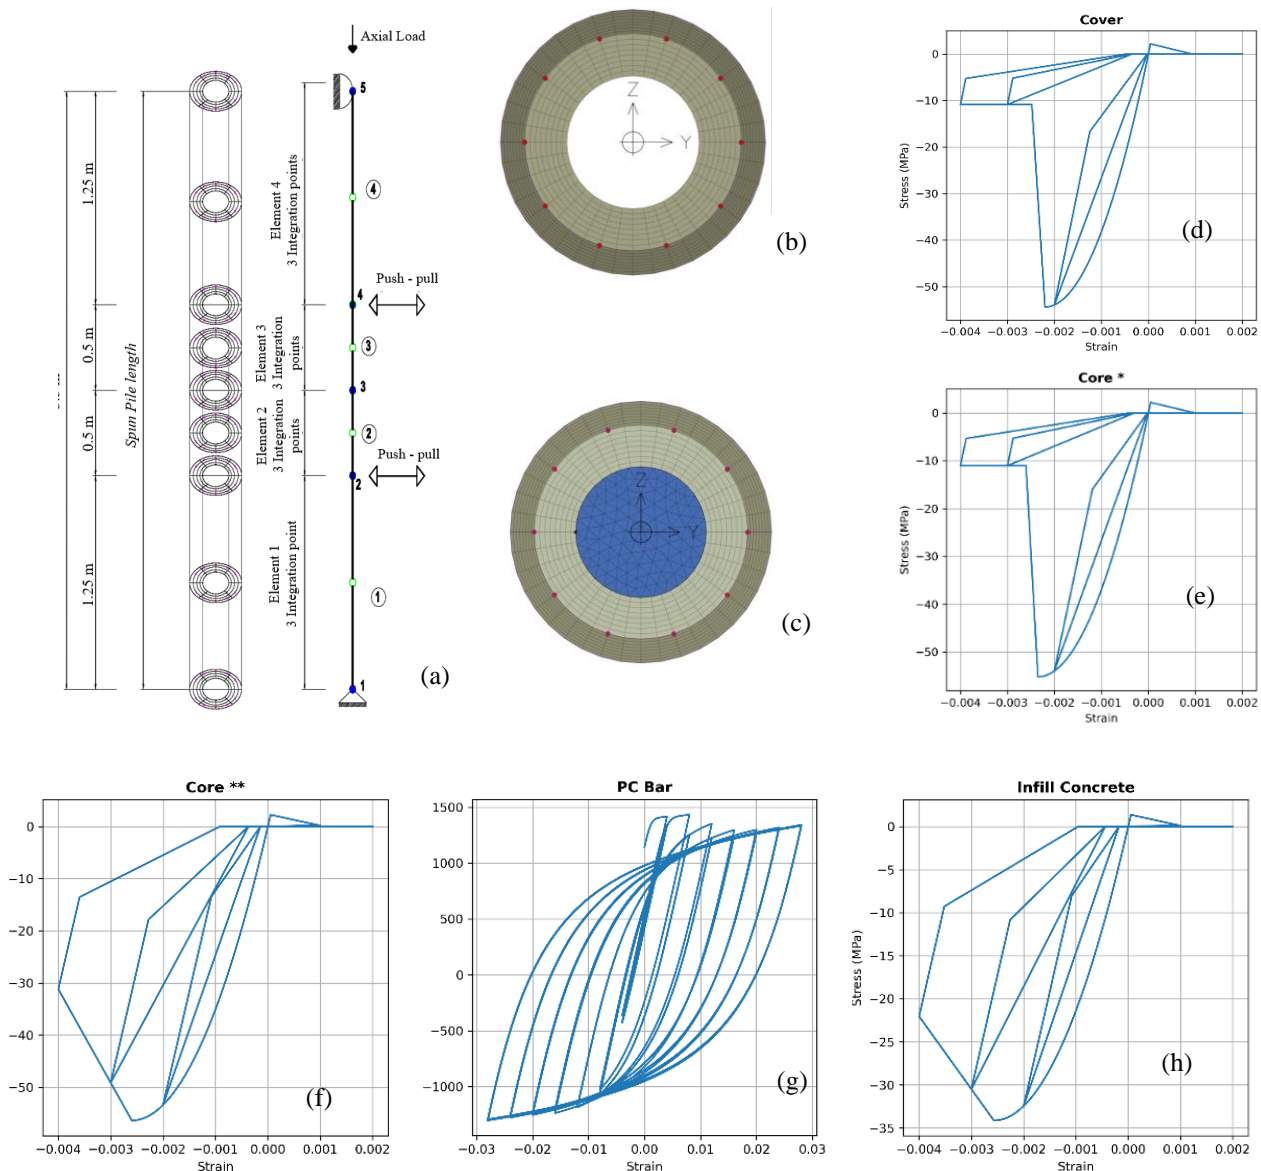 Axial Load
5
1.25 m
Element 4
3 Integration points
4
4
Push - pull
0.5 m
Element 3
3 Integration
points
3
3
Spun Pile length
0.5 m
Element 2
3 Integration
points
2
Push - pull
2
1.25 m
Element 1
3 Integration point
1
1
(a)
Z
Y
(b)
Z
Y
(c)
Cover
Stress (MPa)
0
−10
−20
−30
−40
−50
−0.004 −0.003 −0.002 −0.001 0.000 0.001 0.002
Strain
(d)
Core *
Stress (MPa)
0
−10
−20
−30
−40
−50
−0.004 −0.003 −0.002 −0.001 0.000 0.001 0.002
Strain
(e)
Core **
0
−10
−20
−30
−40
−50
−0.004 −0.003 −0.002 −0.001 0.000 0.001 0.002
Strain
(f)
PC Bar
1500
1000
500
0
−500
−1000
−0.03 −0.02 −0.01 0.00 0.01 0.02 0.03
Strain
(g)
Infill Concrete
Stress (MPa)
0
−5
−10
−15
−20
−25
−30
−35
−0.004 −0.003 −0.002 −0.001 0.000 0.001 0.002
Strain
(h)